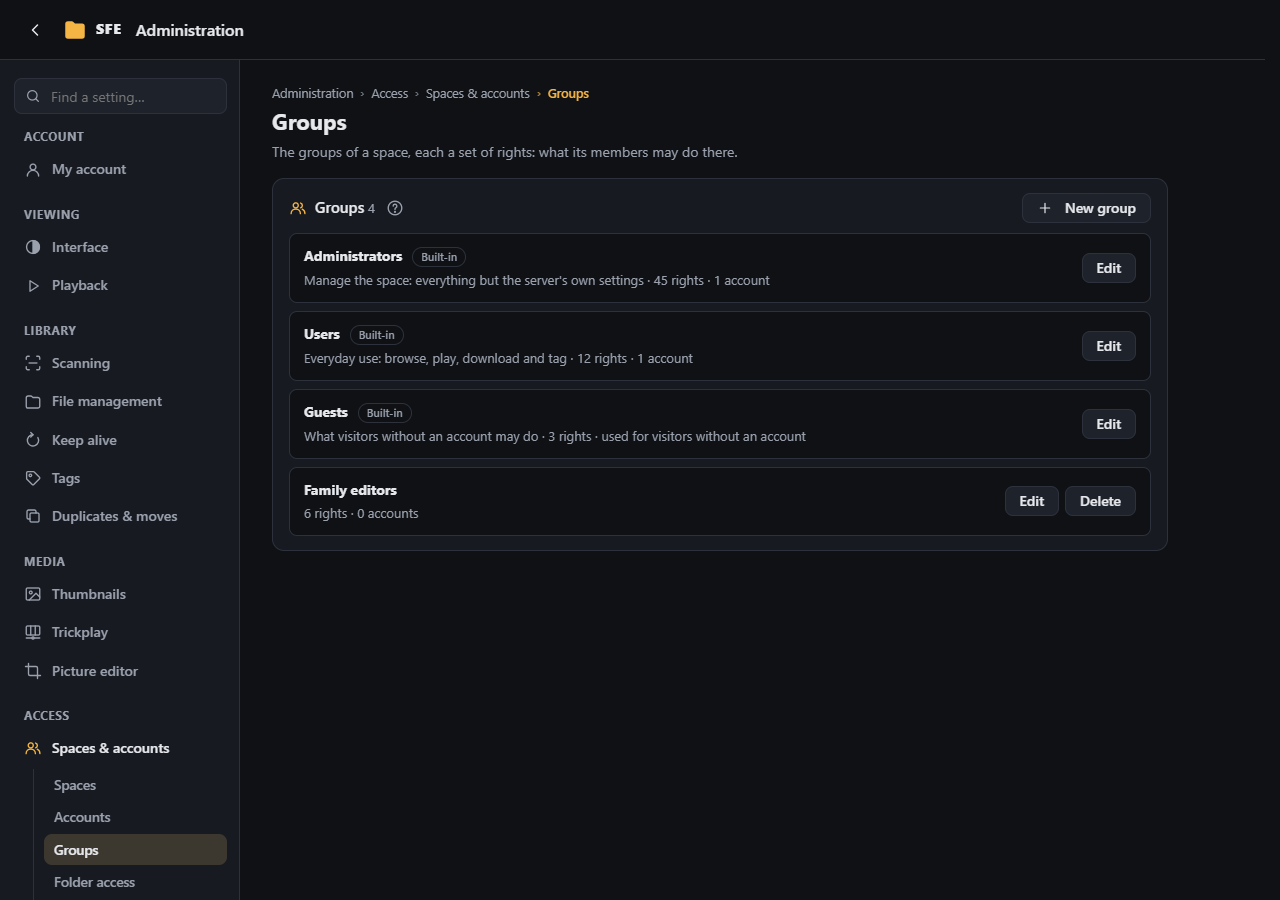 SFE Administration
Find a setting...
ACCOUNT
My account
VIEWING
Interface
Playback
LIBRARY
Scanning
File management
Keep alive
Tags
Duplicates & moves
MEDIA
Thumbnails
Trickplay
Picture editor
ACCESS
Spaces & accounts
Spaces
Accounts
Groups
Folder access
Administration › Access › Spaces & accounts › Groups
Groups
The groups of a space, each a set of rights: what its members may do there.
Groups 4 ?
+ New group
Administrators Built-in
Manage the space: everything but the server's own settings · 45 rights · 1 account
Edit
Users Built-in
Everyday use: browse, play, download and tag · 12 rights · 1 account
Edit
Guests Built-in
What visitors without an account may do · 3 rights · used for visitors without an account
Edit
Family editors
6 rights · 0 accounts
Edit Delete